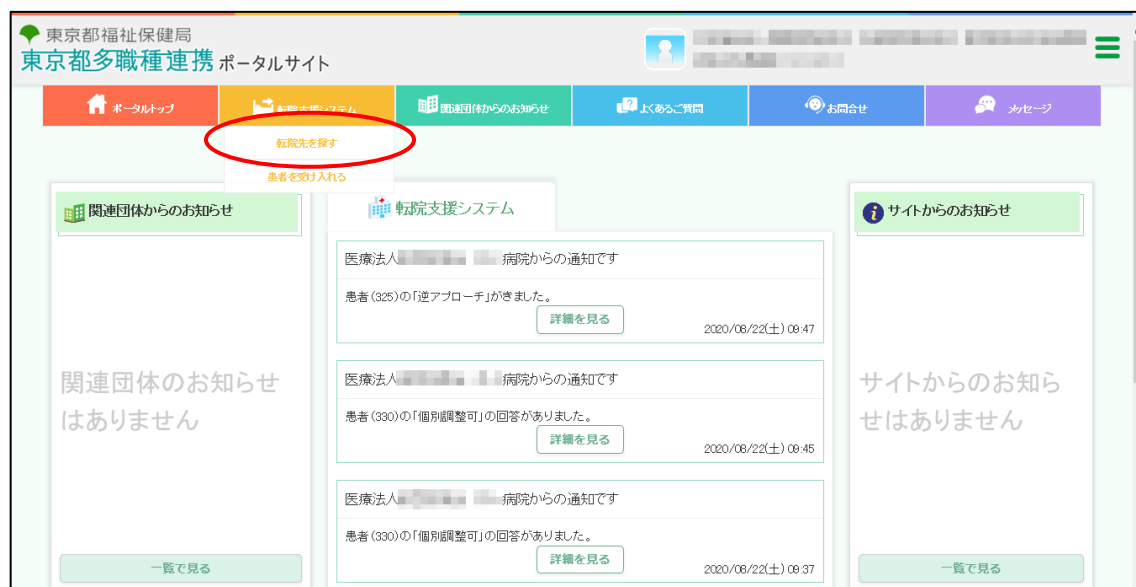 東京都福祉保健局
東京都多職種連携 ポータルサイト
ポータルトップ
転院支援システム
関連団体からのお知らせ
よくあるご質問
お問合せ
メッセージ
転院先を探す
患者を受け入れる
関連団体からのお知らせ
関連団体のお知らせ
はありません
一覧で見る
転院支援システム
医療法人 病院からの通知です
患者(325)の「逆アプローチ」がきました。
詳細を見る
2020/08/22(土) 09:47
医療法人 病院からの通知です
患者(330)の「個別調整可」の回答がありました。
詳細を見る
2020/08/22(土) 09:45
医療法人 病院からの通知です
患者(330)の「個別調整可」の回答がありました。
詳細を見る
2020/08/22(土) 09:37
サイトからのお知らせ
サイトからのお知ら
せはありません
一覧で見る